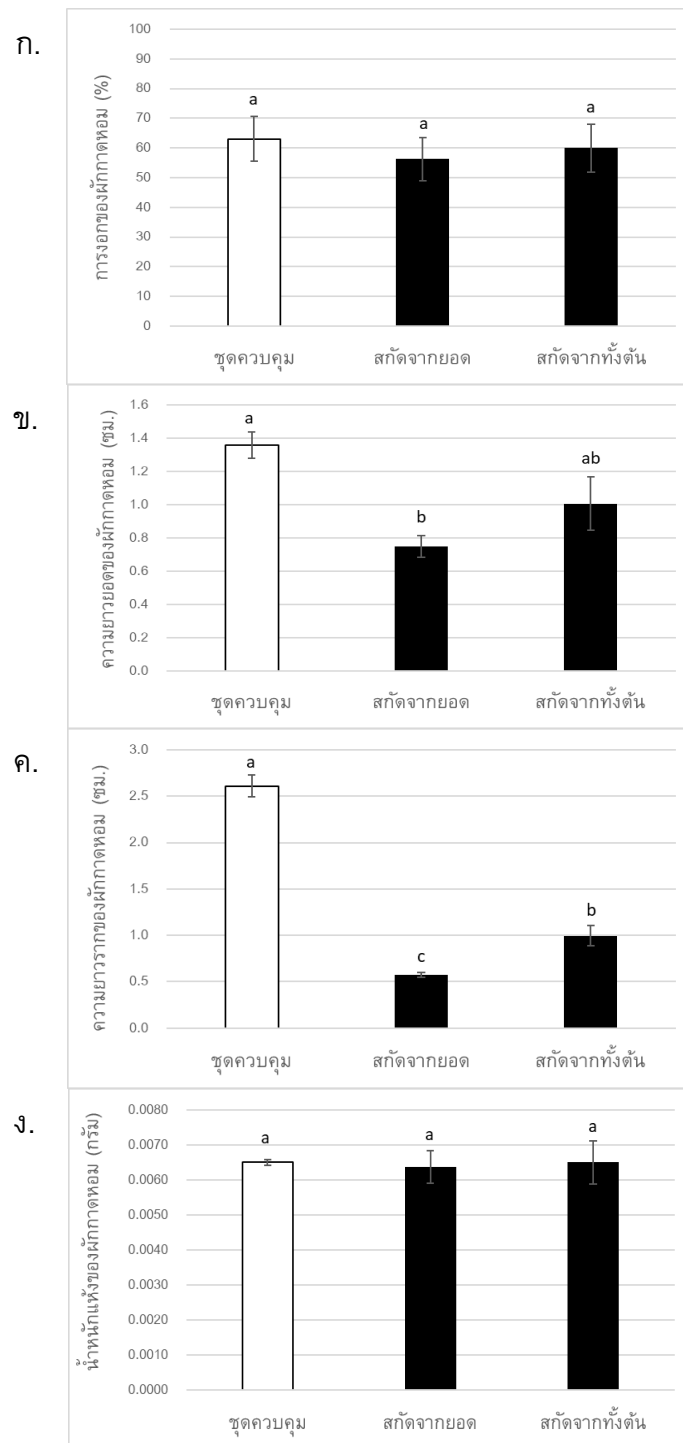 ก.
การงอกของผักกาดหอม (%)
100
90
80
70
60
50
40
30
20
10
0
a
a
a
ชุดควบคุม
สกัดจากยอด
สกัดจากทั้งต้น
ข.
ความยาวยอดของผักกาดหอม (ซม.)
1.6
1.4
1.2
1.0
0.8
0.6
0.4
0.2
0.0
a
b
ab
ชุดควบคุม
สกัดจากยอด
สกัดจากทั้งต้น
ค.
ความยาวรากของผักกาดหอม (ซม.)
3.0
2.5
2.0
1.5
1.0
0.5
0.0
a
c
b
ชุดควบคุม
สกัดจากยอด
สกัดจากทั้งต้น
ง.
น้ำหนักแห้งของผักกาดหอม (กรัม)
0.0080
0.0070
0.0060
0.0050
0.0040
0.0030
0.0020
0.0010
0.0000
a
a
a
ชุดควบคุม
สกัดจากยอด
สกัดจากทั้งต้น